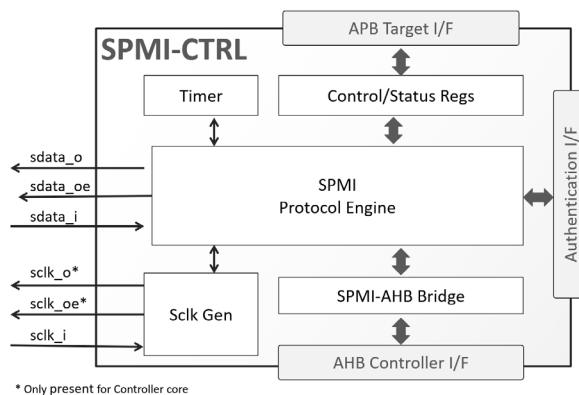 APB Target I/F
SPMI-CTRL
Timer
Control/Status Regs
Authentication I/F
sdata_o
sdata_oe
sdata_i
SPMI
Protocol Engine
sclk_o*
sclk_oe*
sclk_i
Sclk Gen
SPMI-AHB Bridge
AHB Controller I/F
* Only present for Controller core